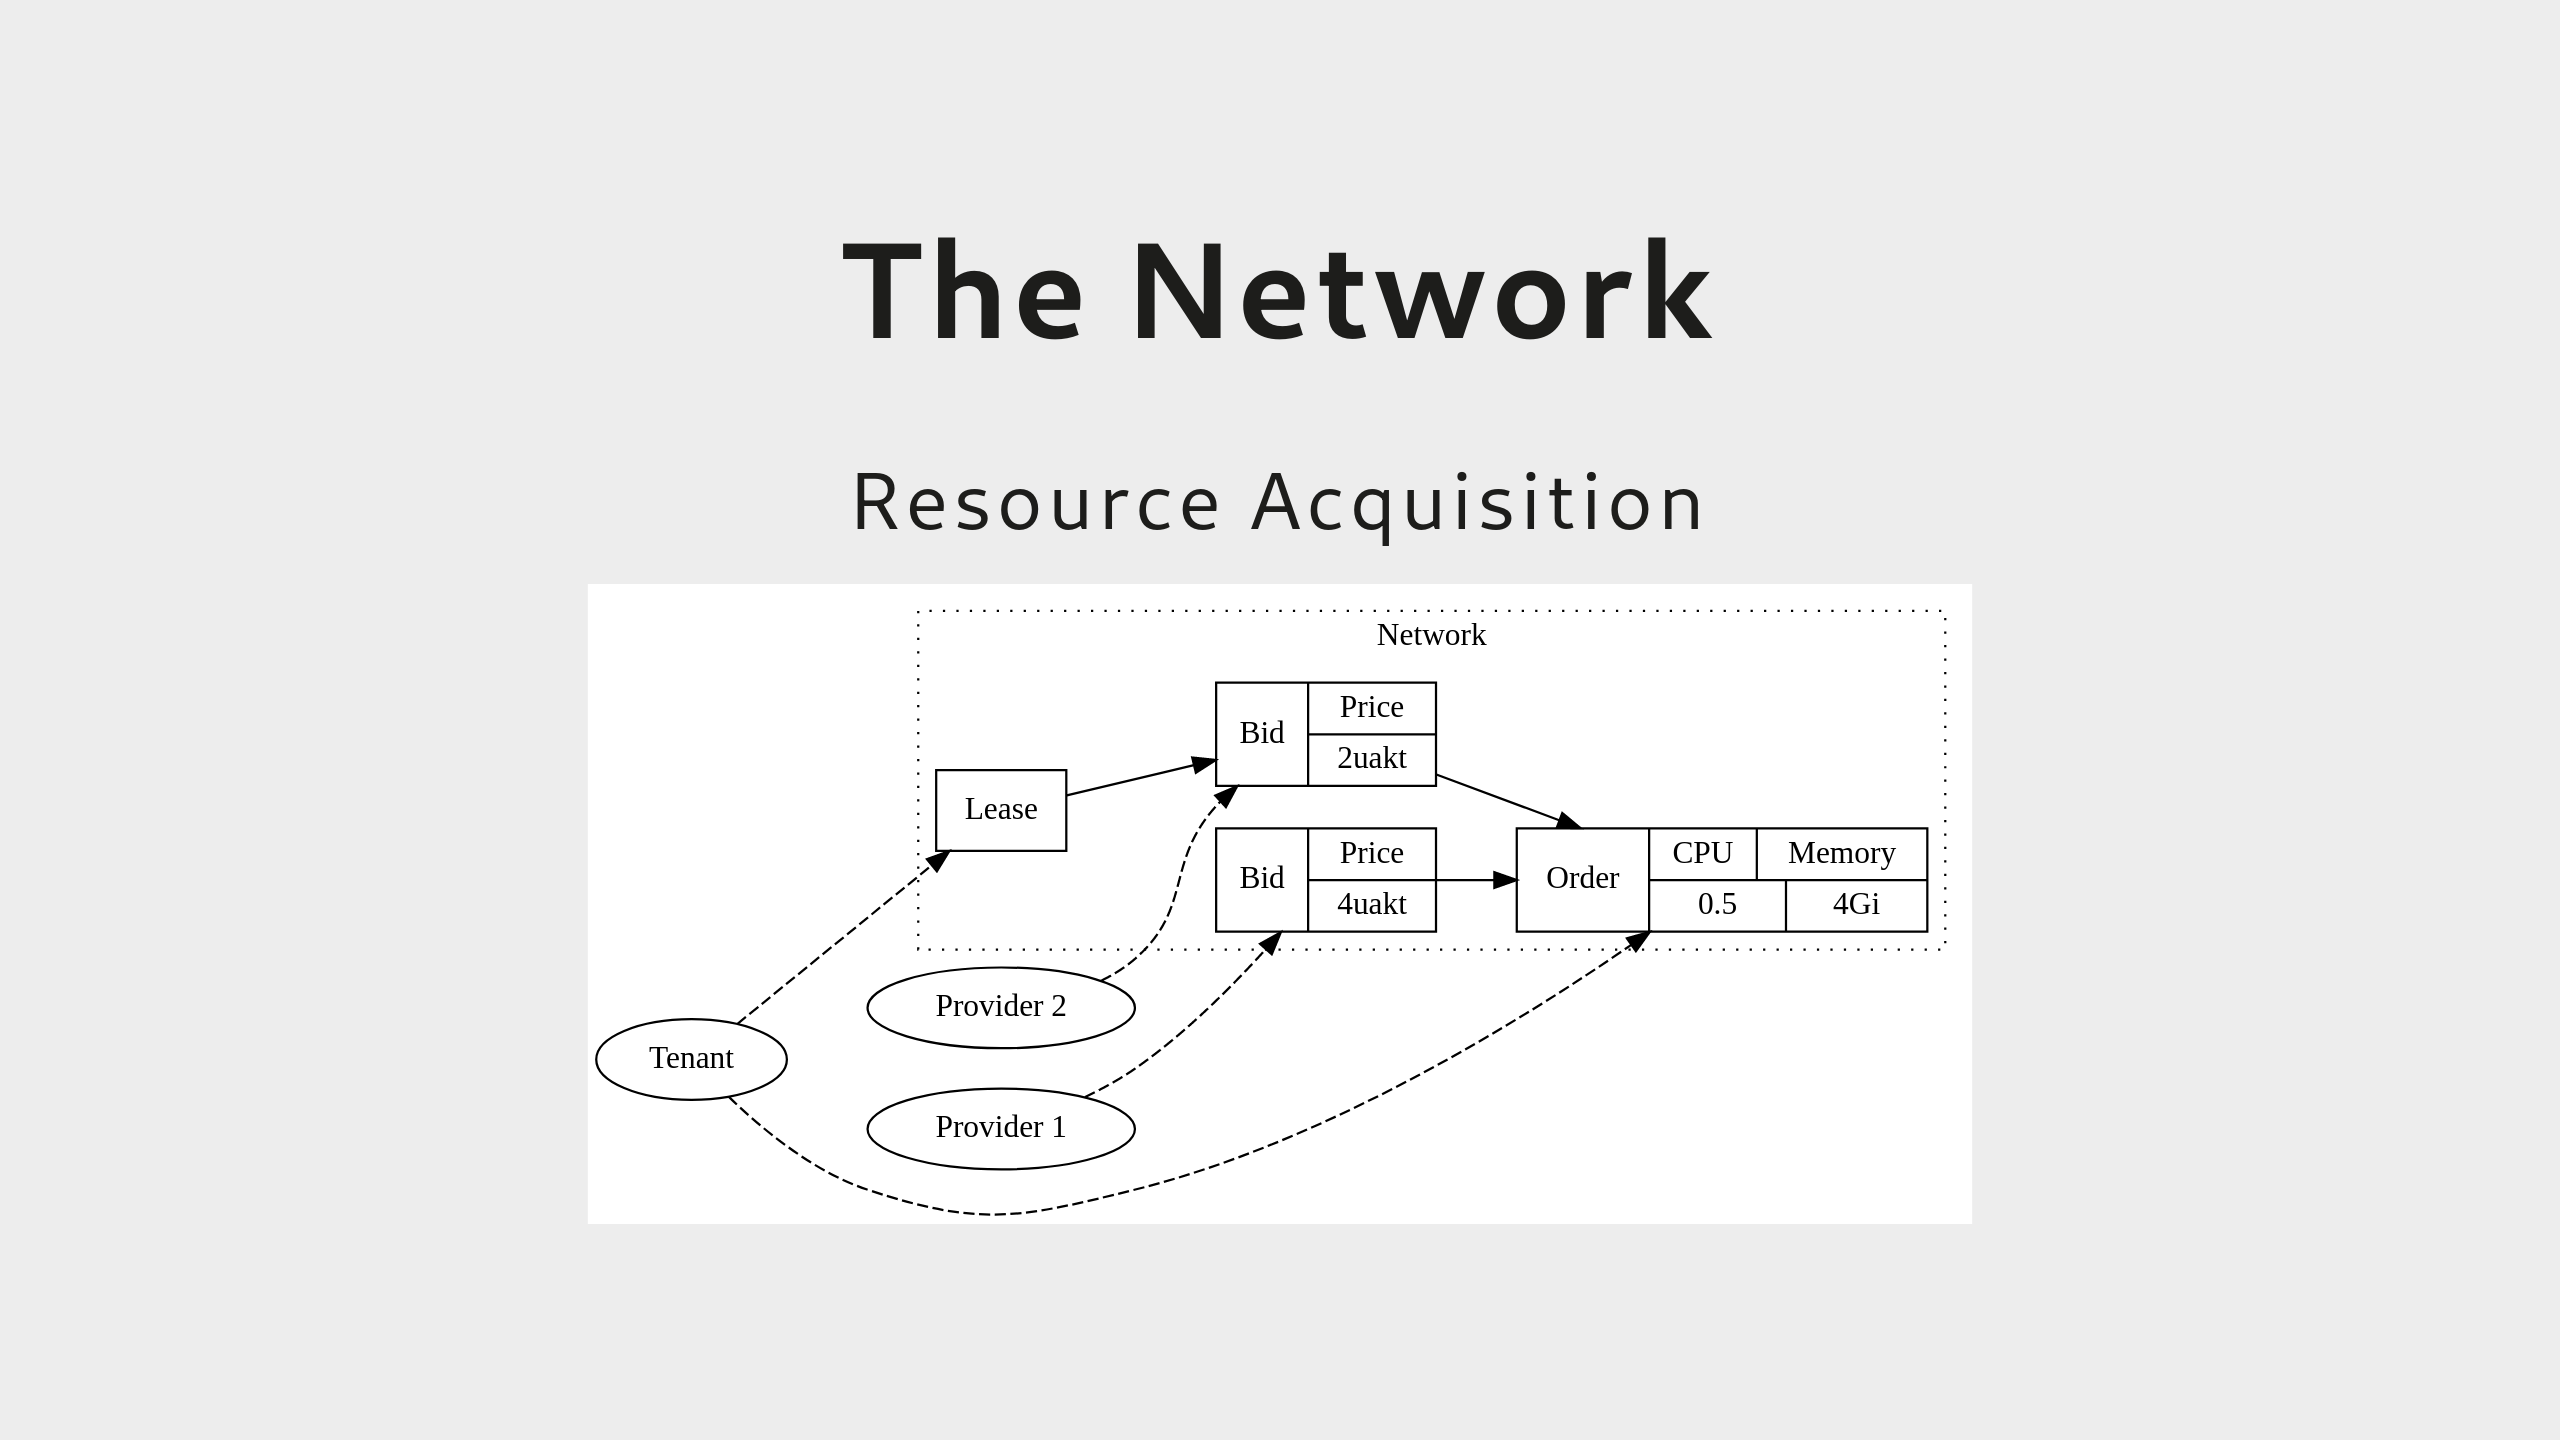 The Network
Resource Acquisition
Network
Bid
Price
2uakt
Lease
Bid
Price
4uakt
Order
CPU
Memory
0.5
4Gi
Provider 2
Tenant
Provider 1